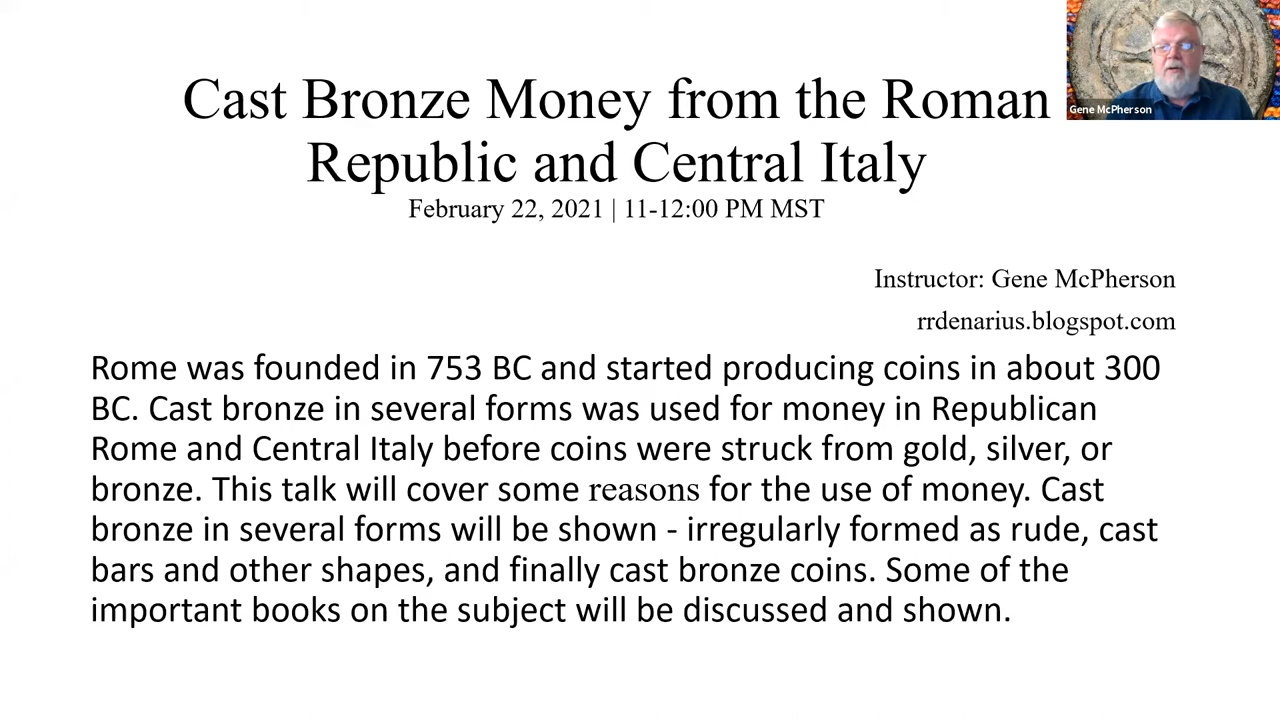 Cast Bronze Money from the Roman
Republic and Central Italy
February 22, 2021 | 11-12:00 PM MST
Gene McPherson
Instructor: Gene McPherson
rrdenarius.blogspot.com
Rome was founded in 753 BC and started producing coins in about 300
BC. Cast bronze in several forms was used for money in Republican
Rome and Central Italy before coins were struck from gold, silver, or
bronze. This talk will cover some reasons for the use of money. Cast
bronze in several forms will be shown - irregularly formed as rude, cast
bars and other shapes, and finally cast bronze coins. Some of the
important books on the subject will be discussed and shown.